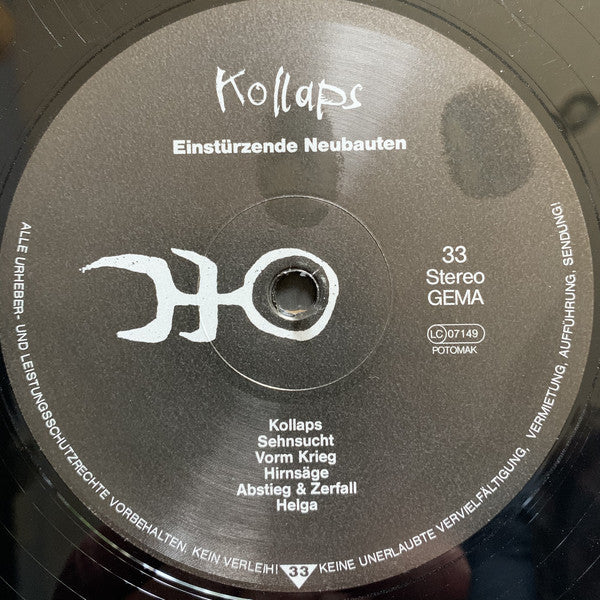 Kollaps
Einstürzende Neubauten
33
Stereo
GEMA
LC 07149
POTOMAK
Kollaps
Sehnsucht
Vorm Krieg
Hirnsäge
Abstieg & Zerfall
Helga
ALLE URHEBER- UND LEISTUNGSSCHUTZRECHTE VORBEHALTEN. KEIN VERLEIH! 33 KEINE UNERLAUBTE VERVIELFÄLTIGUNG, VERMIETUNG, AUFFÜHRUNG, SENDUNG!